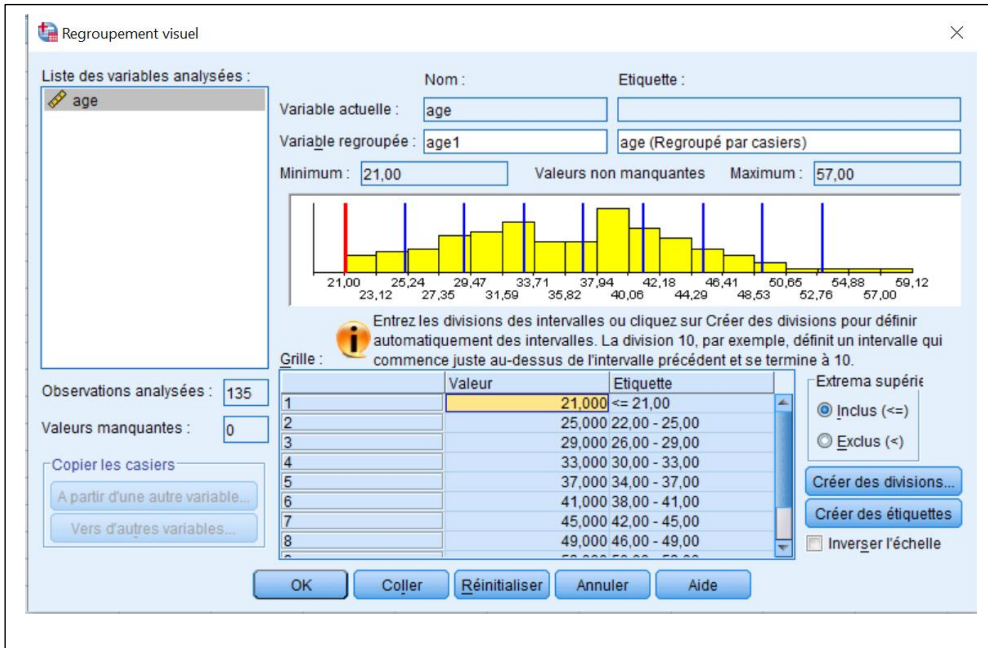 Regroupement visuel
Liste des variables analysées :
age
Nom :
Etiquette :
Variable actuelle :
age
Variable regroupée :
age1
age (Regroupé par casiers)
Minimum :
21,00
Valeurs non manquantes
Maximum :
57,00
21,00 25,24 29,47 33,71 37,94 42,18 46,41 50,65 54,88 59,12
23,12 27,35 31,59 35,82 40,06 44,29 48,53 52,76 57,00
Entrez les divisions des intervalles ou cliquez sur Créer des divisions pour définir
automatiquement des intervalles. La division 10, par exemple, définit un intervalle qui
commence juste au-dessus de l'intervalle précédent et se termine à 10.
Grille :
Valeur Etiquette
1 21,000 <= 21,00
2 25,000 22,00 - 25,00
3 29,000 26,00 - 29,00
4 33,000 30,00 - 33,00
5 37,000 34,00 - 37,00
6 41,000 38,00 - 41,00
7 45,000 42,00 - 45,00
8 49,000 46,00 - 49,00
Observations analysées :
135
Valeurs manquantes :
0
Copier les casiers
A partir d'une autre variable...
Vers d'autres variables...
Extrema supérie
Inclus (<=)
Exclus (<)
Créer des divisions...
Créer des étiquettes
Inverser l'échelle
OK Coller Réinitialiser Annuler Aide